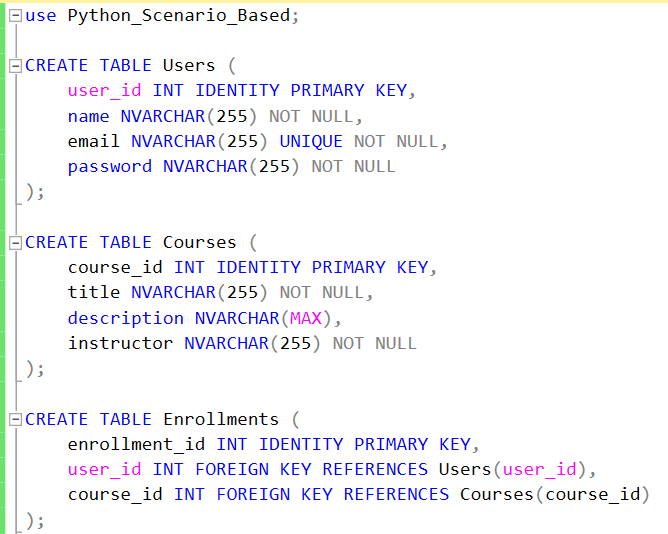 use Python_Scenario_Based;
CREATE TABLE Users (
user_id INT IDENTITY PRIMARY KEY,
name NVARCHAR(255) NOT NULL,
email NVARCHAR(255) UNIQUE NOT NULL,
password NVARCHAR(255) NOT NULL
);
CREATE TABLE Courses (
course_id INT IDENTITY PRIMARY KEY,
title NVARCHAR(255) NOT NULL,
description NVARCHAR(MAX),
instructor NVARCHAR(255) NOT NULL
);
CREATE TABLE Enrollments (
enrollment_id INT IDENTITY PRIMARY KEY,
user_id INT FOREIGN KEY REFERENCES Users(user_id),
course_id INT FOREIGN KEY REFERENCES Courses(course_id)
);